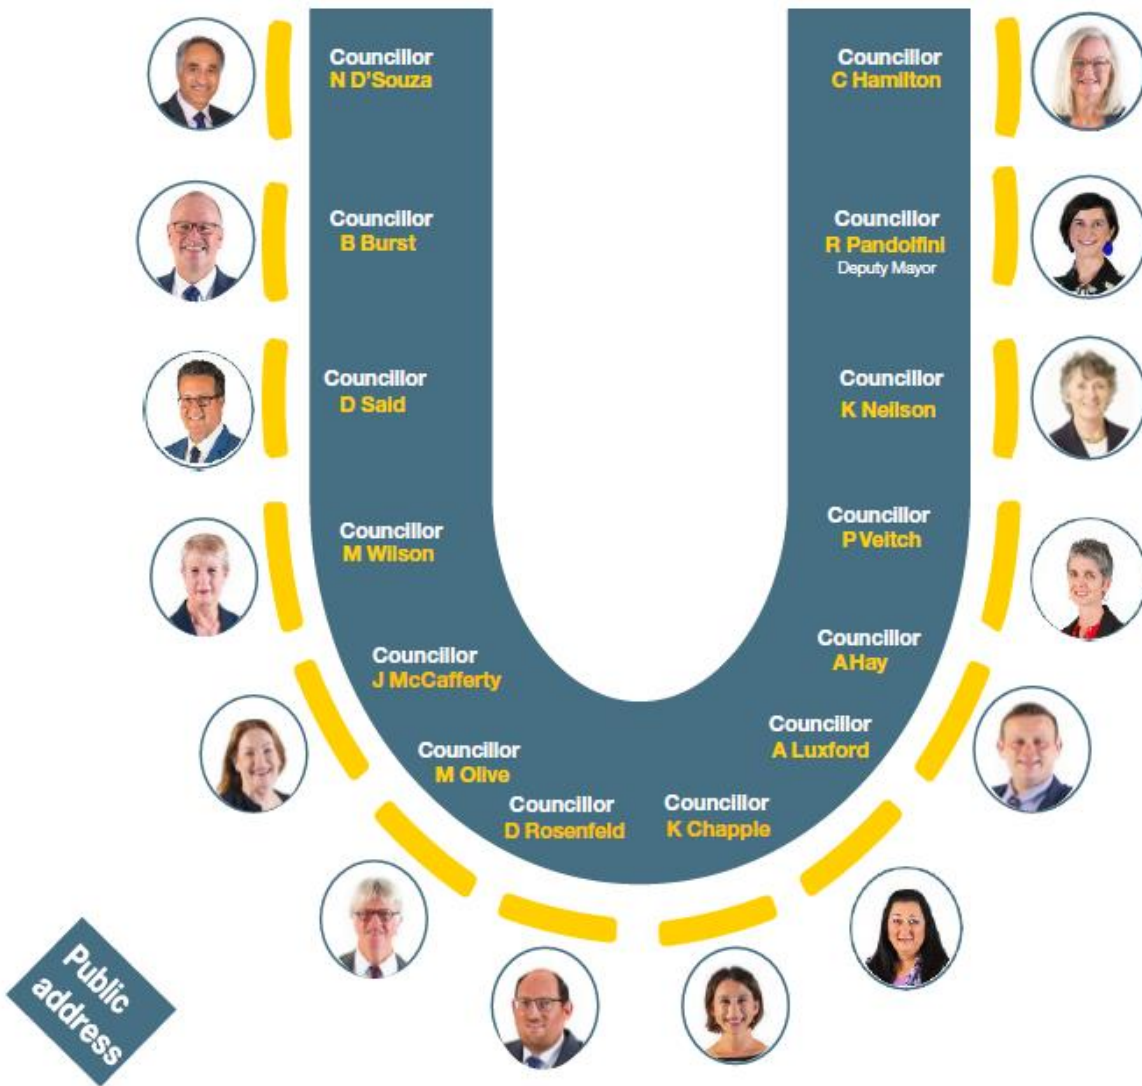 Councillor
N D'Souza
Councillor
C Hamilton
Councillor
B Burst
Councillor
R Pandolfini
Deputy Mayor
Councillor
D Said
Councillor
K Neilson
Councillor
M Wilson
Councillor
P Veitch
Councillor
J McCafferty
Councillor
A Hay
Councillor
M Olive
Councillor
A Luxford
Councillor
D Rosenfeld
Councillor
K Chapple
Public
address